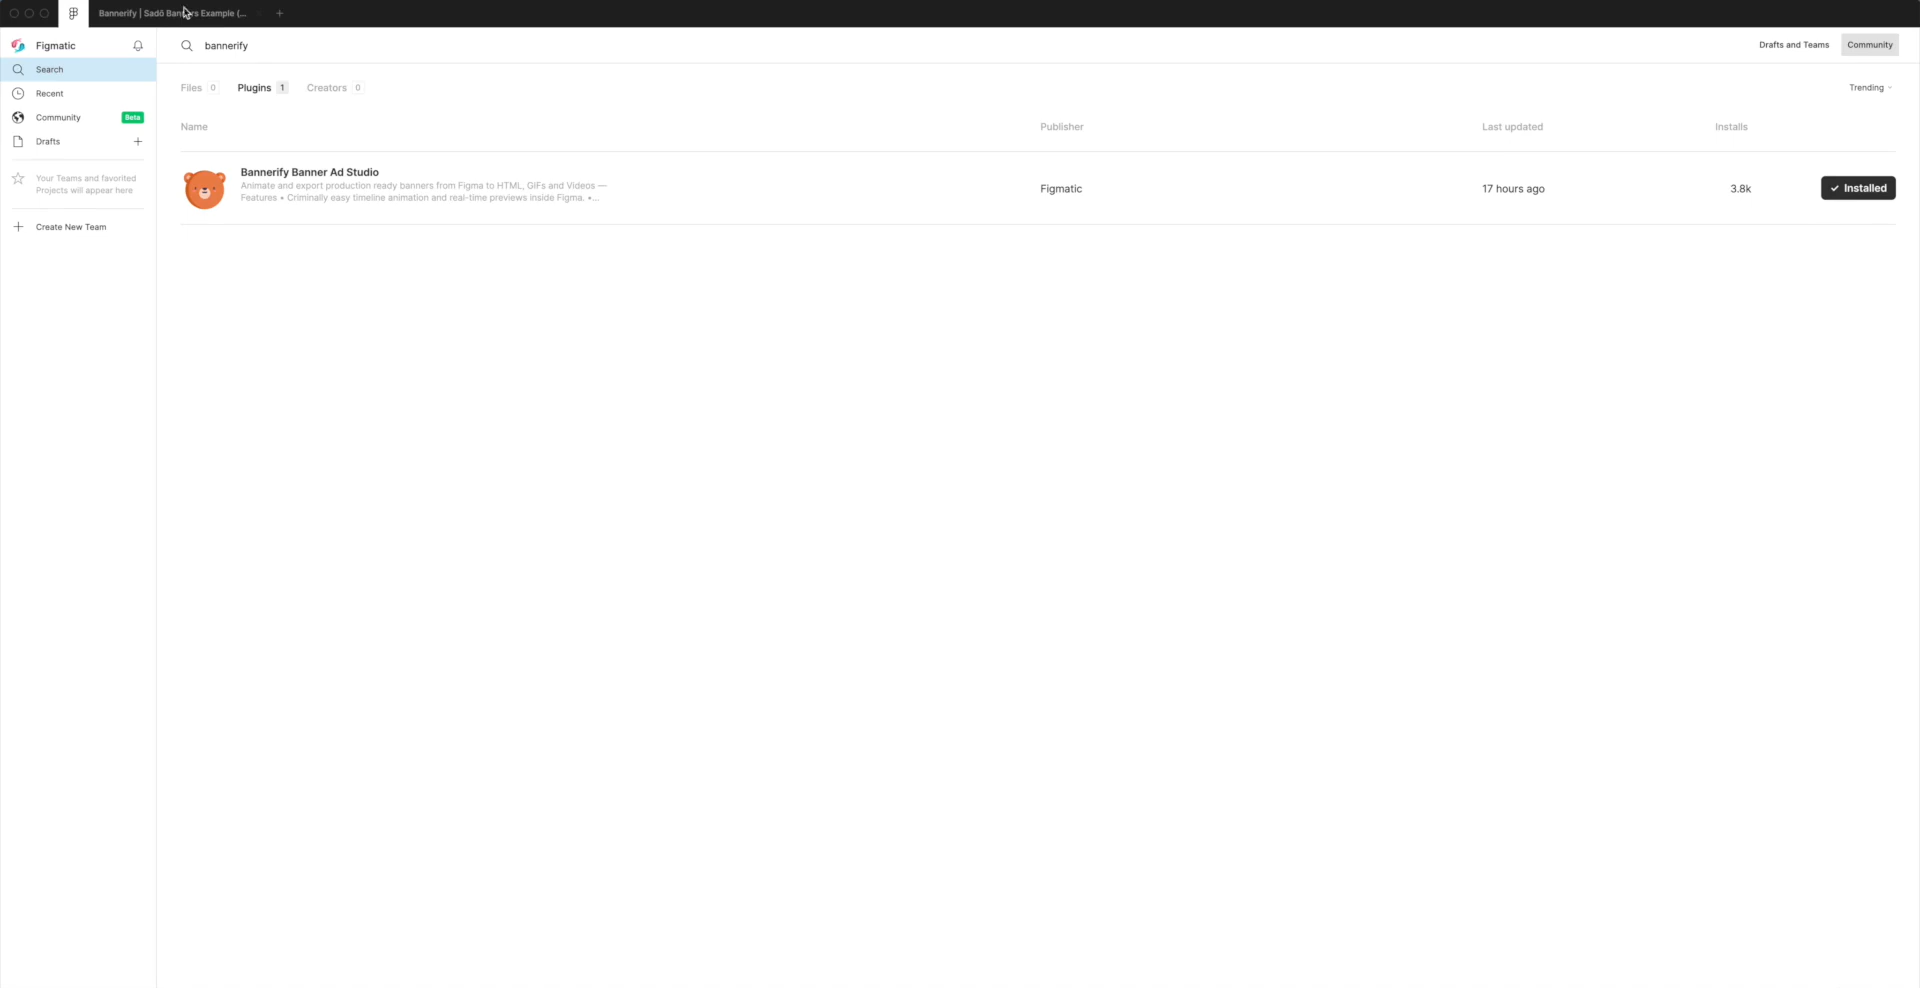 Bannerify | Sadō Ban rs Example (...
Figmatic
bannerify
Drafts and Teams
Community
Search
Recent
Community
Beta
Drafts
Your Teams and favorited
Projects will appear here
Create New Team
Files 0
Plugins 1
Creators 0
Trending
Name
Publisher
Last updated
Installs
Bannerify Banner Ad Studio
Animate and export production ready banners from Figma to HTML, GIFs and Videos —
Features • Criminally easy timeline animation and real-time previews inside Figma. •...
Figmatic
17 hours ago
3.8k
Installed